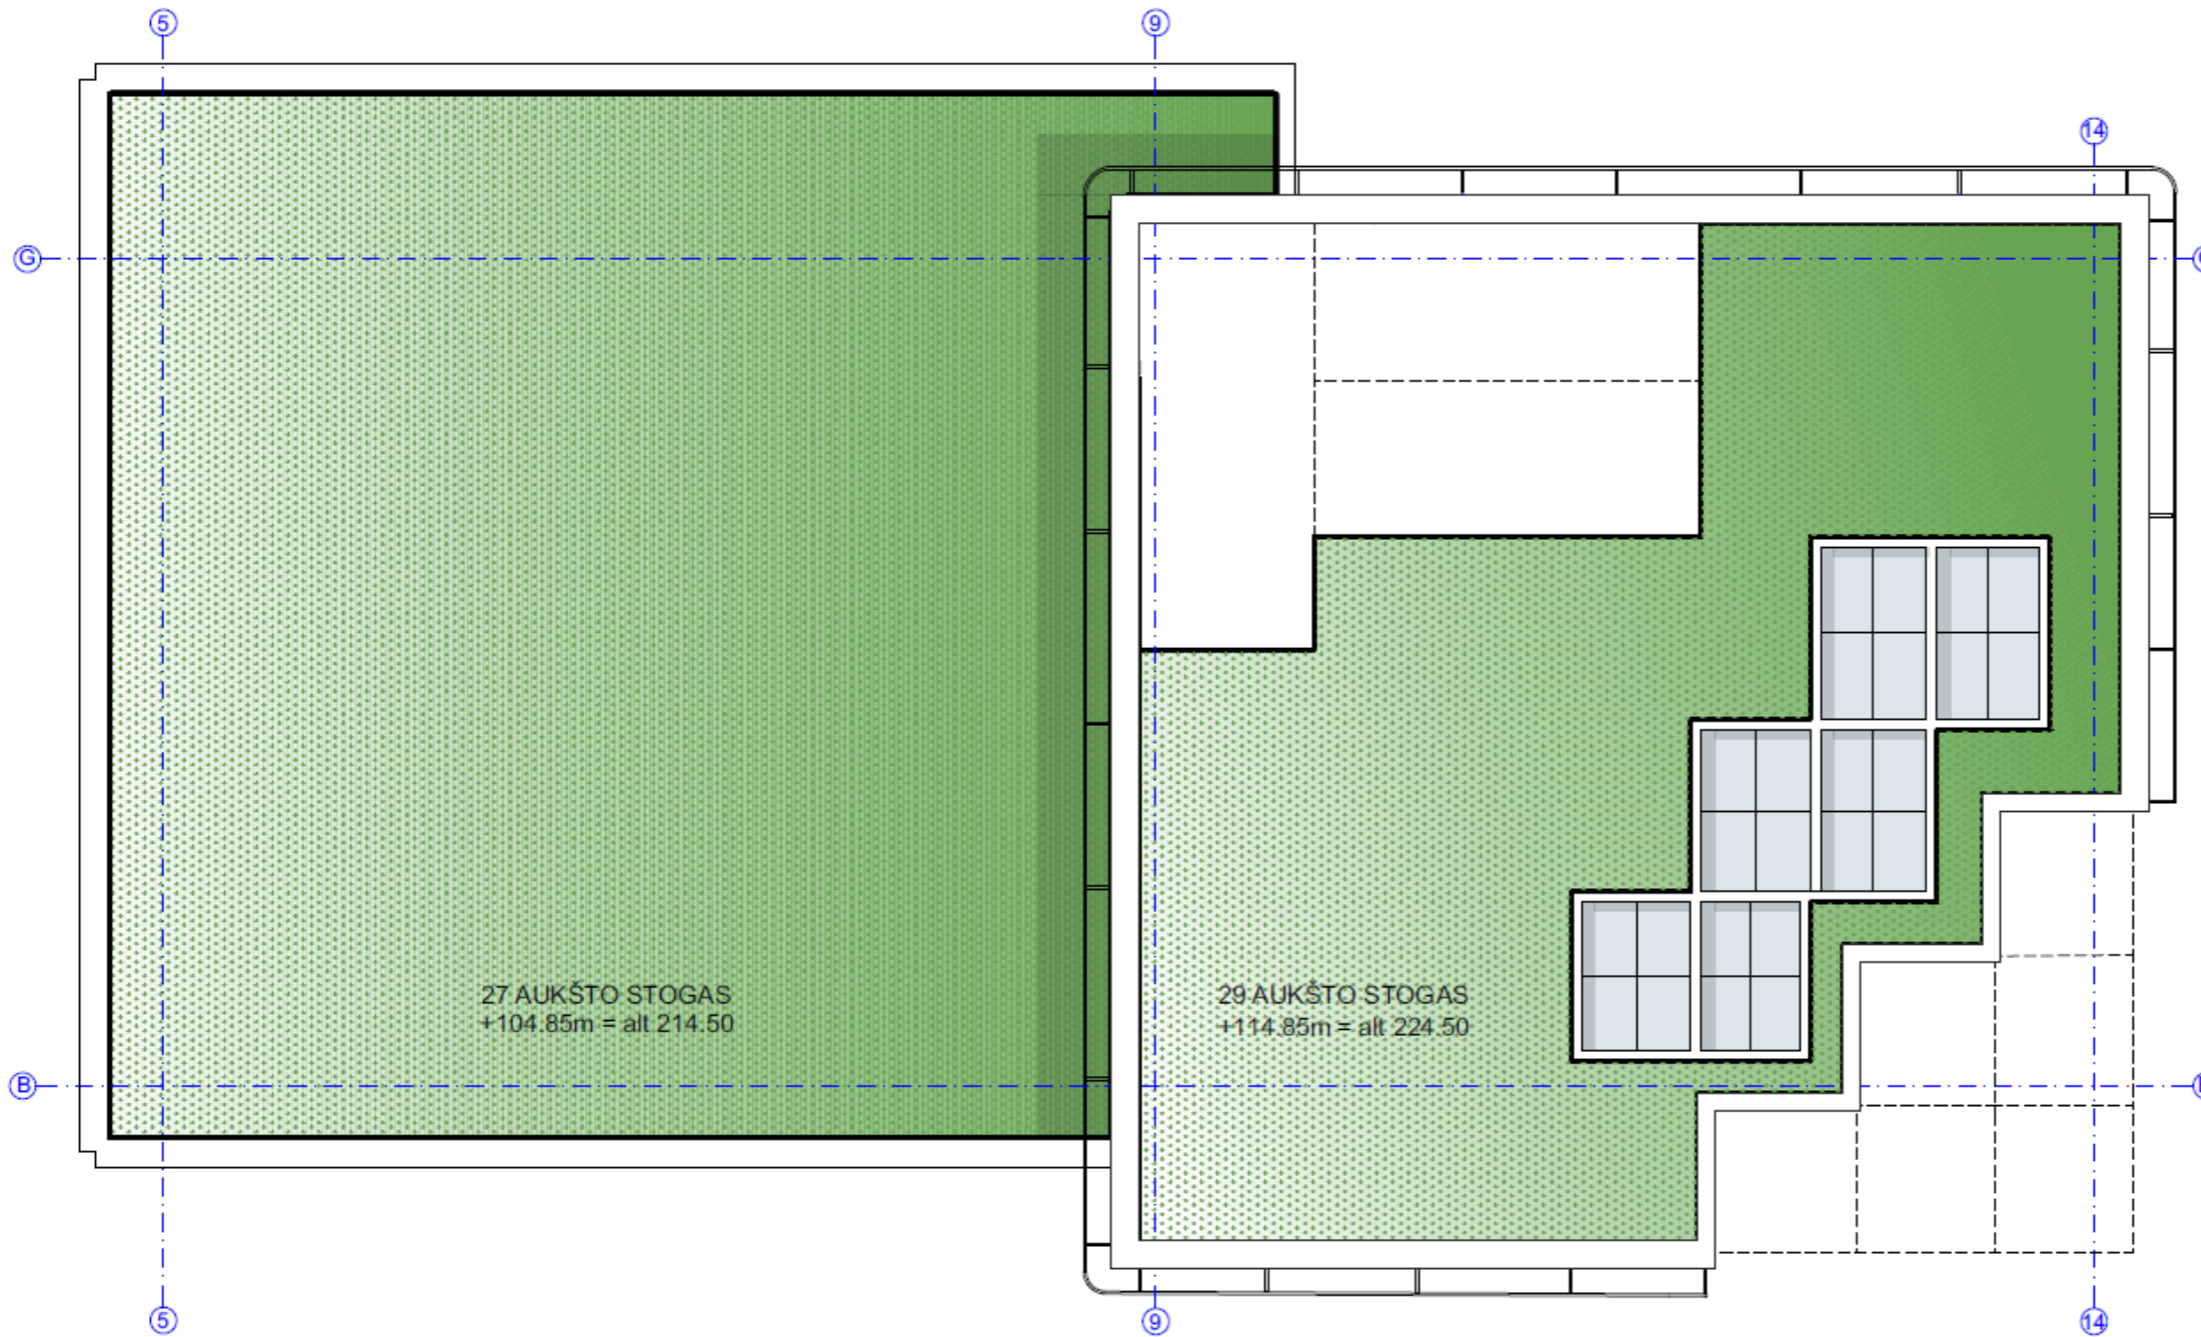 5
9
14
G
27 AUKŠTO STOGAS
+104.85m = alt 214.50
29 AUKŠTO STOGAS
+114.85m = alt 224.50
B
5
9
14